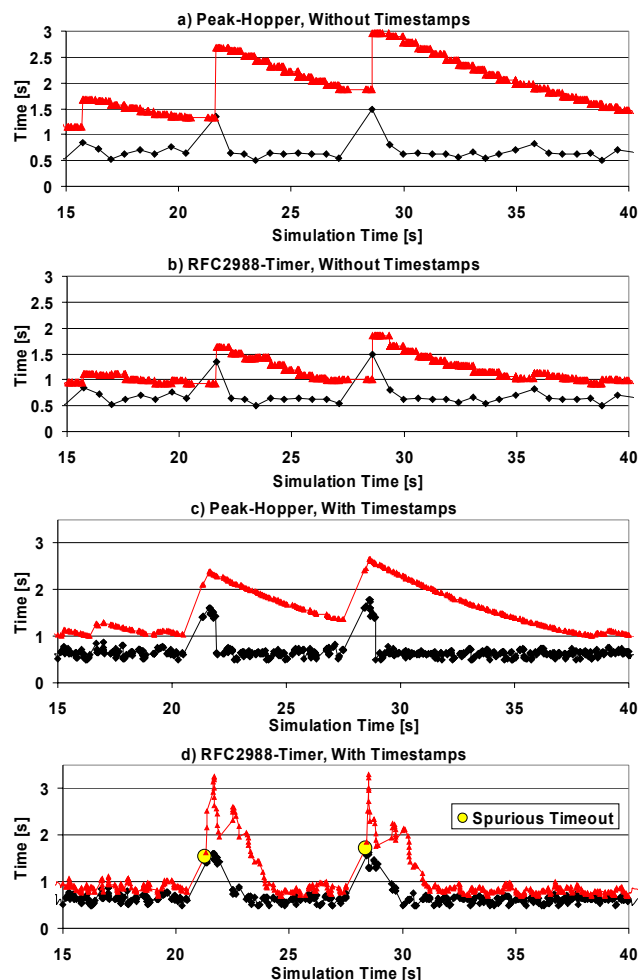 a) Peak-Hopper, Without Timestamps
3
2.5
2
1.5
1
0.5
0
Time [s]
15 20 25 30 35 40
Simulation Time [s]
b) RFC2988-Timer, Without Timestamps
3
2.5
2
1.5
1
0.5
0
Time [s]
15 20 25 30 35 40
Simulation Time [s]
c) Peak-Hopper, With Timestamps
3
2
1
0
Time [s]
15 20 25 30 35 40
Simulation Time [s]
d) RFC2988-Timer, With Timestamps
3
2
1
0
Time [s]
Spurious Timeout
15 20 25 30 35 40
Simulation Time [s]